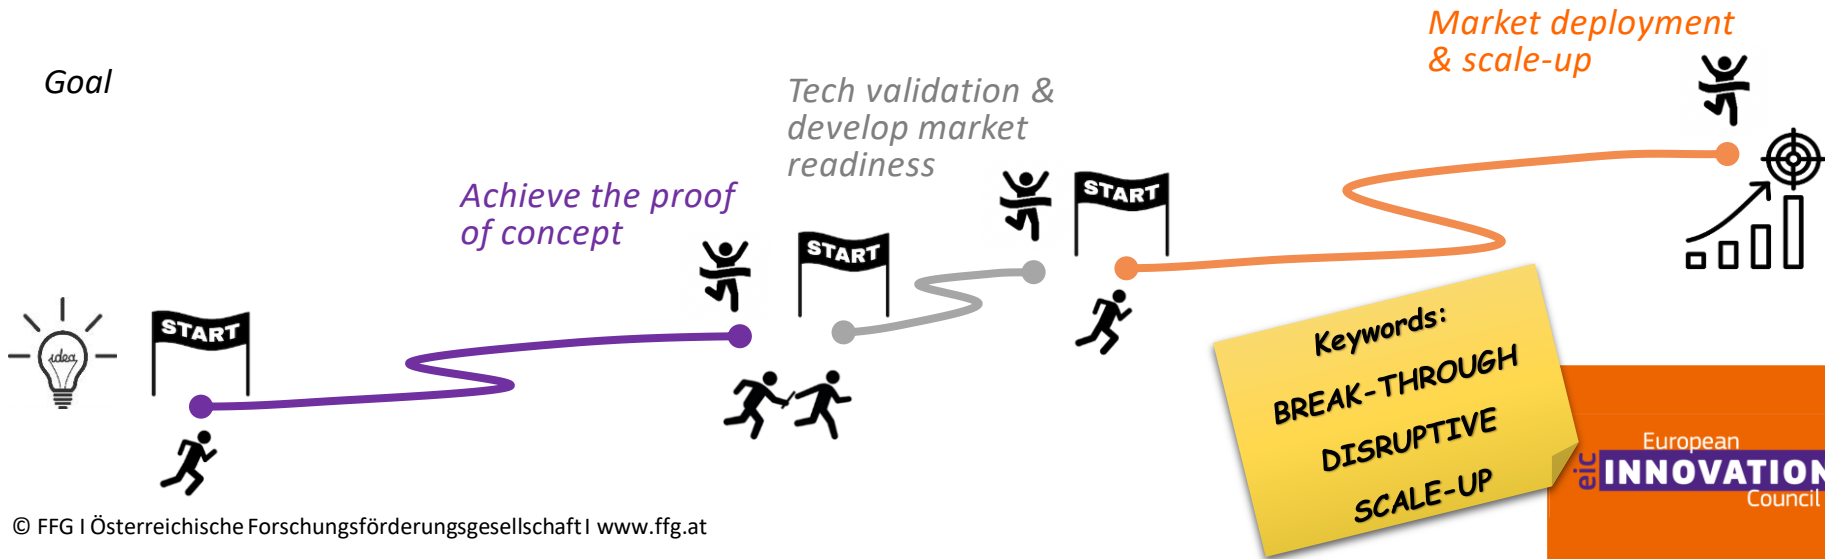 Goal
idea
START
Achieve the proof
of concept
Tech validation &
develop market
readiness
START
START
Market deployment
& scale-up
Keywords:
BREAK-THROUGH
DISRUPTIVE
SCALE-UP
European
eic INNOVATION
Council
© FFG I Österreichische Forschungsförderungsgesellschaft I www.ffg.at